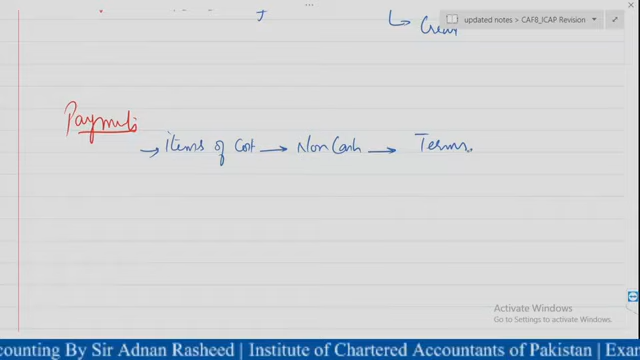 updated notes > CAF8_ICAP Revision
Payments
→ Items of Cost → Non Cash → Terms
Activate Windows
Go to Settings to activate Windows.
ccounting By Sir Adnan Rasheed | Institute of Chartered Accountants of Pakistan | Exa